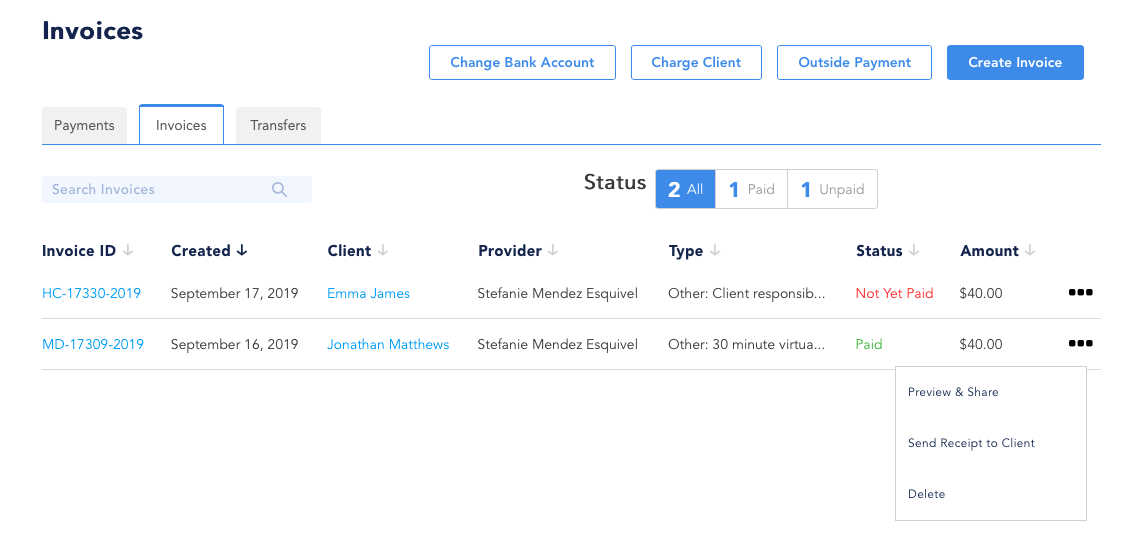 Invoices
Change Bank Account Charge Client Outside Payment Create Invoice
Payments Invoices Transfers
Search Invoices Status 2 All 1 Paid 1 Unpaid
Invoice ID Created Client Provider Type Status Amount
HC-17330-2019 September 17, 2019 Emma James Stefanie Mendez Esquivel Other: Client responsib... Not Yet Paid $40.00
MD-17309-2019 September 16, 2019 Jonathan Matthews Stefanie Mendez Esquivel Other: 30 minute virtua... Paid $40.00
Preview & Share
Send Receipt to Client
Delete